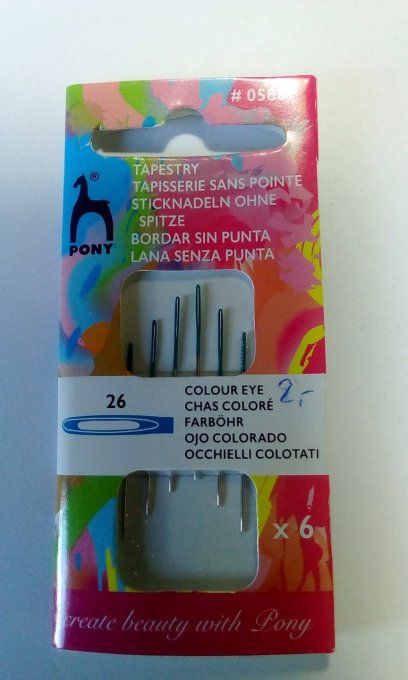 # 058
TAPESTRY
TAPISSERIE SANS POINTE
STICKNADELN OHNE
SPITZE
BORDAR SIN PUNTA
LANA SENZA PUNTA
®
PONY
26
COLOUR EYE
CHAS COLORÉ
FARBÖHR
OJO COLORADO
OCCHIELLI COLOTATI
2,-
x 6
create beauty with Pony